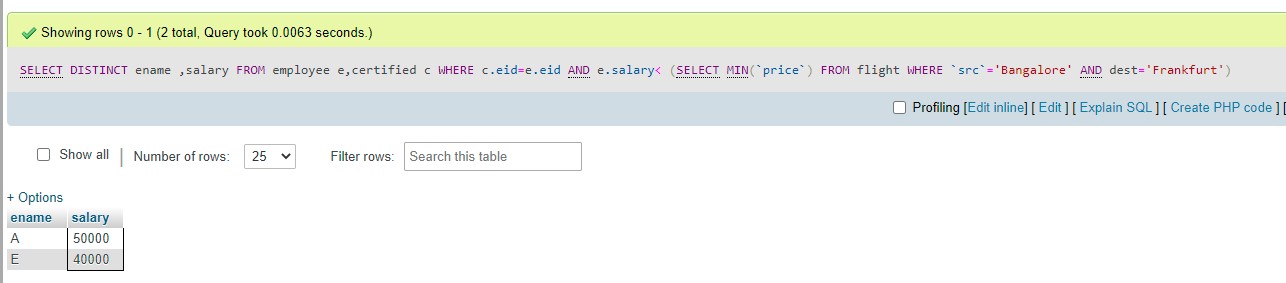 Showing rows 0 - 1 (2 total, Query took 0.0063 seconds.)
SELECT DISTINCT ename ,salary FROM employee e,certified c WHERE c.eid=e.eid AND e.salary< (SELECT MIN(`price`) FROM flight WHERE `src`='Bangalore' AND dest='Frankfurt')
Profiling [Edit inline] [ Edit ] [ Explain SQL ] [ Create PHP code ] [
Show all | Number of rows: 25 Filter rows: Search this table
+ Options
ename salary
A 50000
E 40000